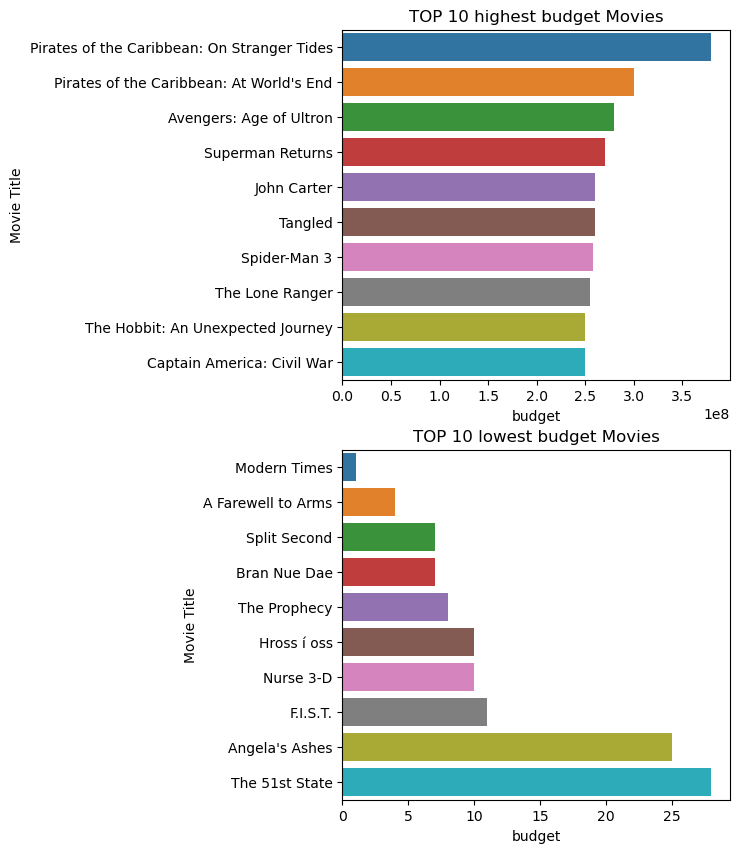 TOP 10 highest budget Movies
Movie Title
Pirates of the Caribbean: On Stranger Tides
Pirates of the Caribbean: At World's End
Avengers: Age of Ultron
Superman Returns
John Carter
Tangled
Spider-Man 3
The Lone Ranger
The Hobbit: An Unexpected Journey
Captain America: Civil War
0.0 0.5 1.0 1.5 2.0 2.5 3.0 3.5
budget
1e8
TOP 10 lowest budget Movies
Movie Title
Modern Times
A Farewell to Arms
Split Second
Bran Nue Dae
The Prophecy
Hross í oss
Nurse 3-D
F.I.S.T.
Angela's Ashes
The 51st State
0 5 10 15 20 25
budget